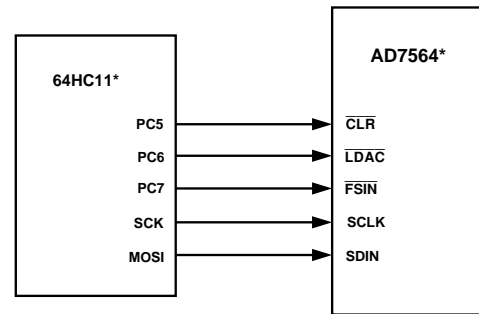 64HC11*
AD7564*
PC5
CLR
PC6
LDAC
PC7
FSIN
SCK
SCLK
MOSI
SDIN